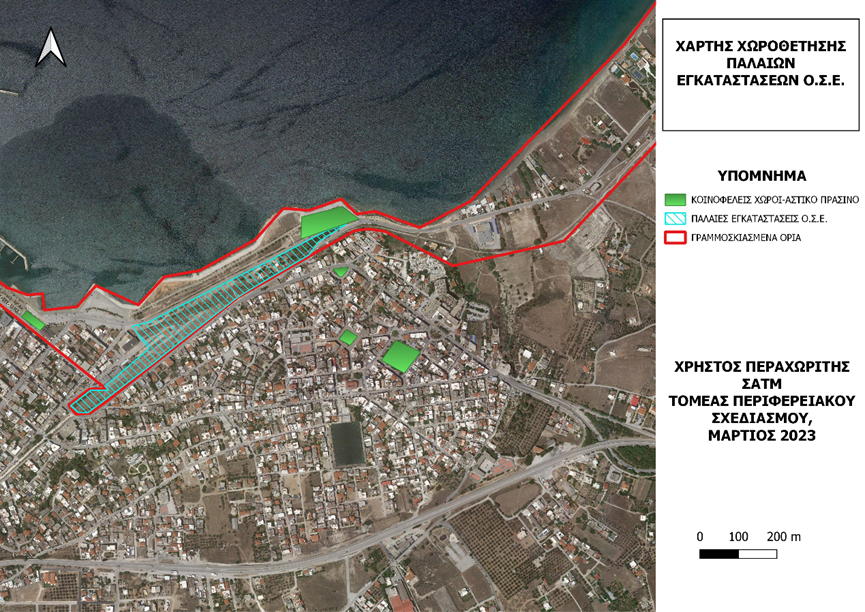 ΧΑΡΤΗΣ ΧΩΡΟΘΕΤΗΣΗΣ
ΠΑΛΑΙΩΝ
ΕΓΚΑΤΑΣΤΑΣΕΩΝ Ο.Σ.Ε.
ΥΠΟΜΝΗΜΑ
ΚΟΙΝΟΦΕΛΕΙΣ ΧΩΡΟΙ-ΑΣΤΙΚΟ ΠΡΑΣΙΝΟ
ΠΑΛΑΙΕΣ ΕΓΚΑΤΑΣΤΑΣΕΙΣ Ο.Σ.Ε.
ΓΡΑΜΜΟΣΚΙΑΣΜΕΝΑ ΟΡΙΑ
ΧΡΗΣΤΟΣ ΠΕΡΑΧΩΡΙΤΗΣ
ΣΑΤΜ
ΤΟΜΕΑΣ ΠΕΡΙΦΕΡΕΙΑΚΟΥ
ΣΧΕΔΙΑΣΜΟΥ,
ΜΑΡΤΙΟΣ 2023
0 100 200 m